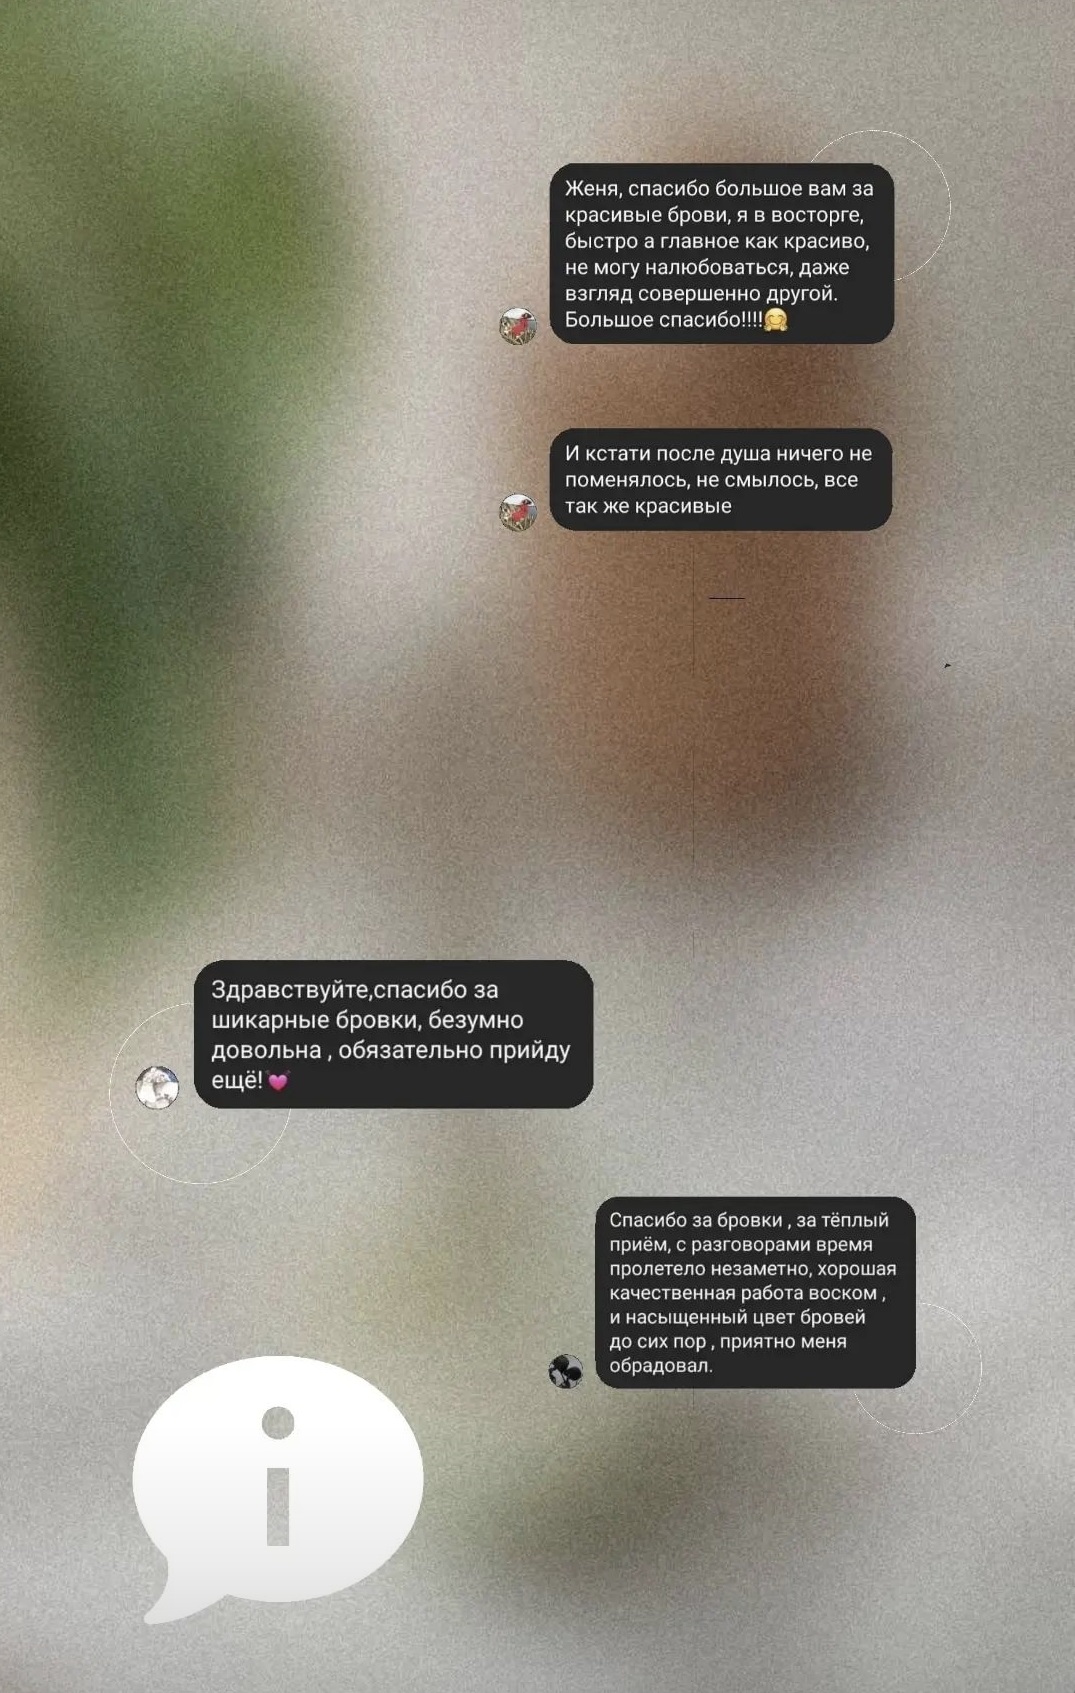 Женя, спасибо большое вам за
красивые брови, я в восторге,
быстро а главное как красиво,
не могу налюбоваться, даже
взгляд совершенно другой.
Большое спасибо!!!!🤗
И кстати после душа ничего не
поменялось, не смылось, все
так же красивые
Здравствуйте,спасибо за
шикарные бровки, безумно
довольна , обязательно прийду
ещё!💓
Спасибо за бровки , за тёплый
приём, с разговорами время
пролетело незаметно, хорошая
качественная работа воском ,
и насыщенный цвет бровей
до сих пор , приятно меня
обрадовал.
i